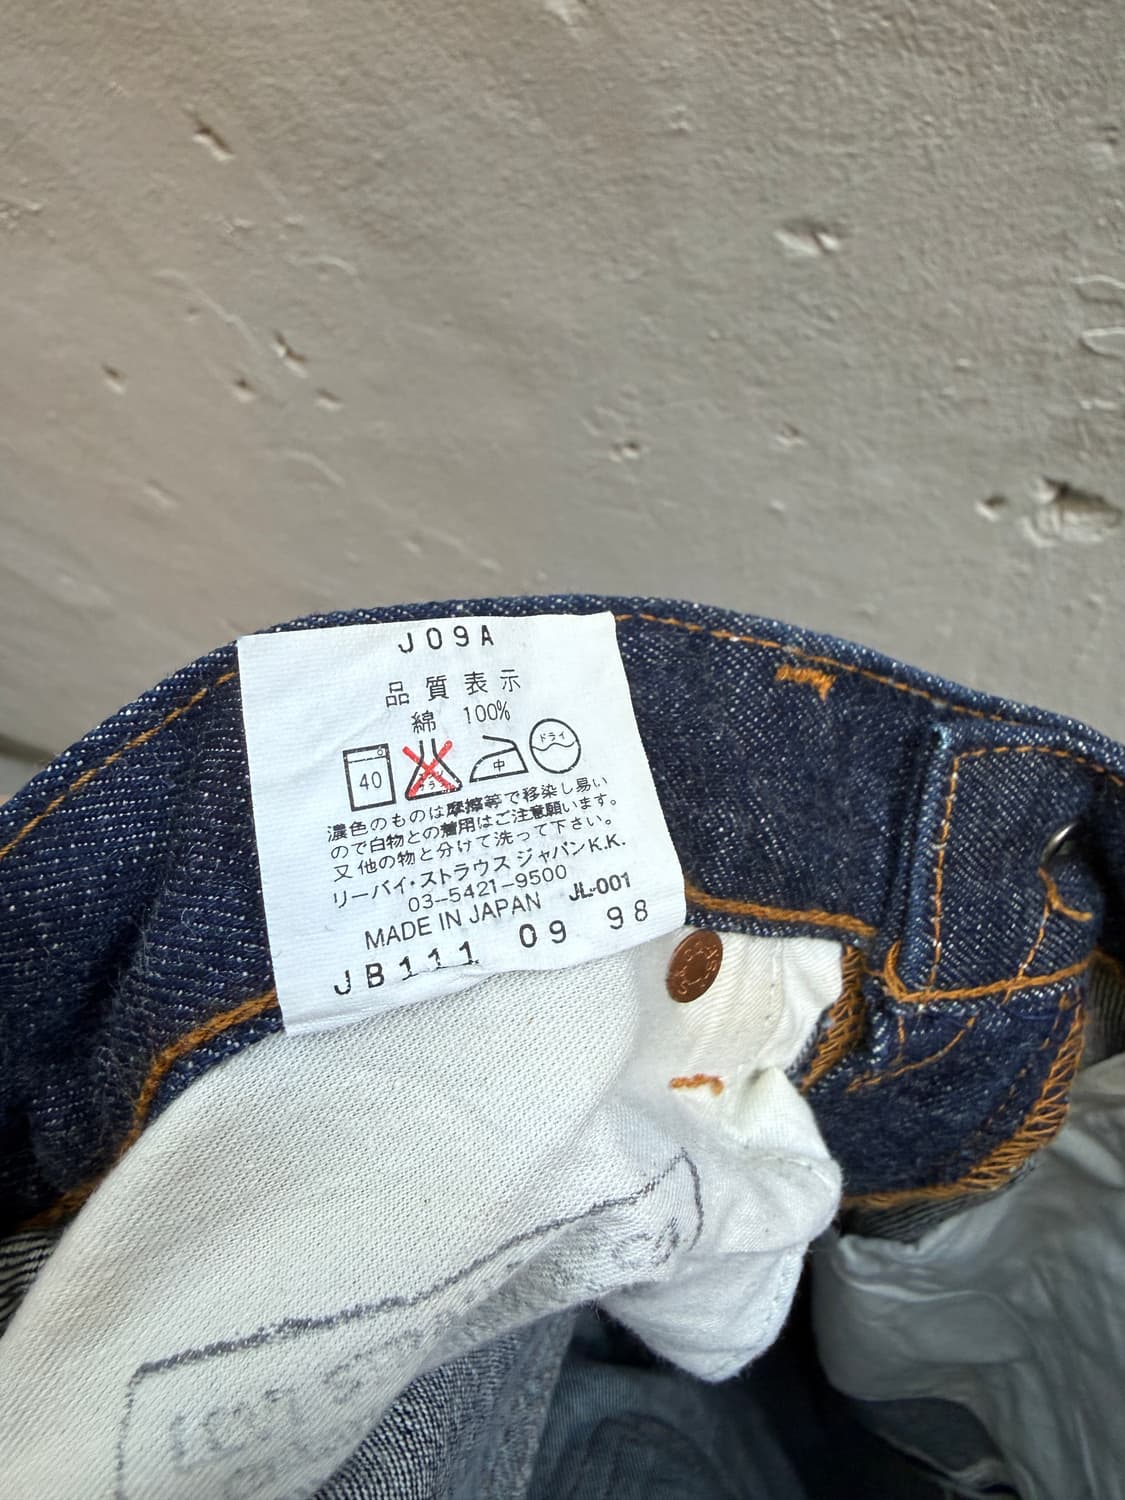 J09A
品質表示
綿 100%
40 中 ドライ
濃色のものは摩擦等で移染し易い
ので白物との着用はご注意願います。
又他の物と分けて洗って下さい。
リーバイ・ストラウス ジャパンK.K.
03-5421-9500
MADE IN JAPAN JL-001
JB111 09 98